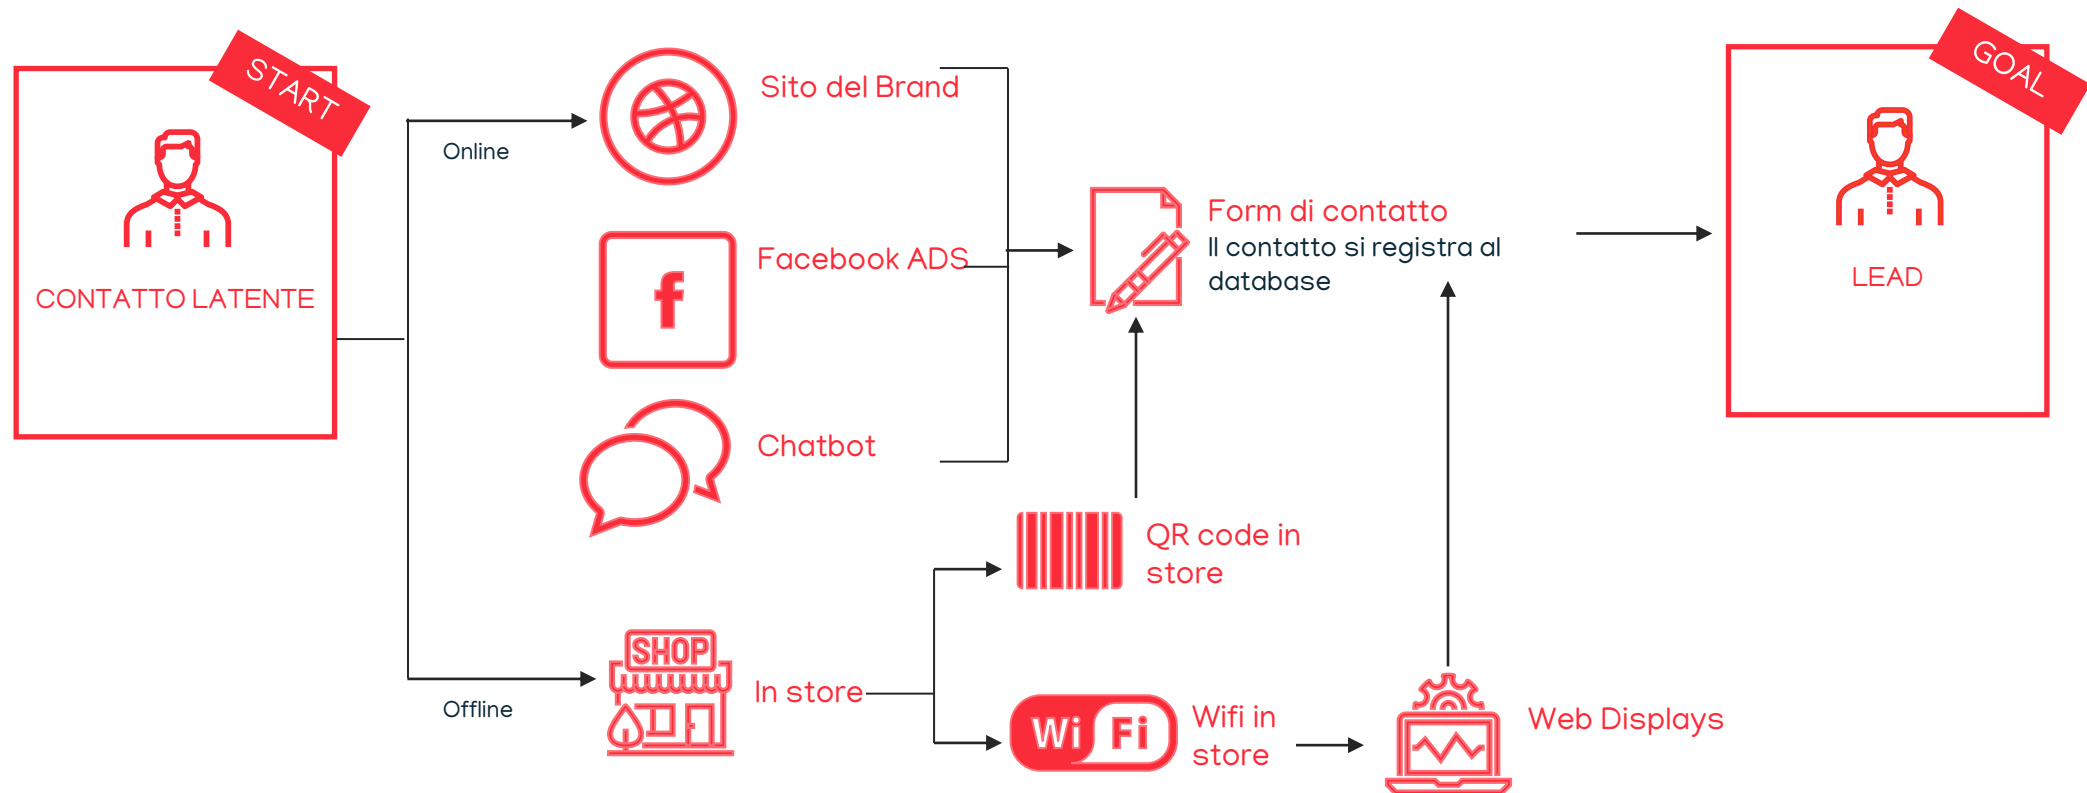 START
CONTATTO LATENTE
Online
Offline
Sito del Brand
Facebook ADS
f
Chatbot
SHOP
In store
Form di contatto
Il contatto si registra al
database
QR code in
store
Wi Fi
Wifi in
store
Web Displays
GOAL
LEAD